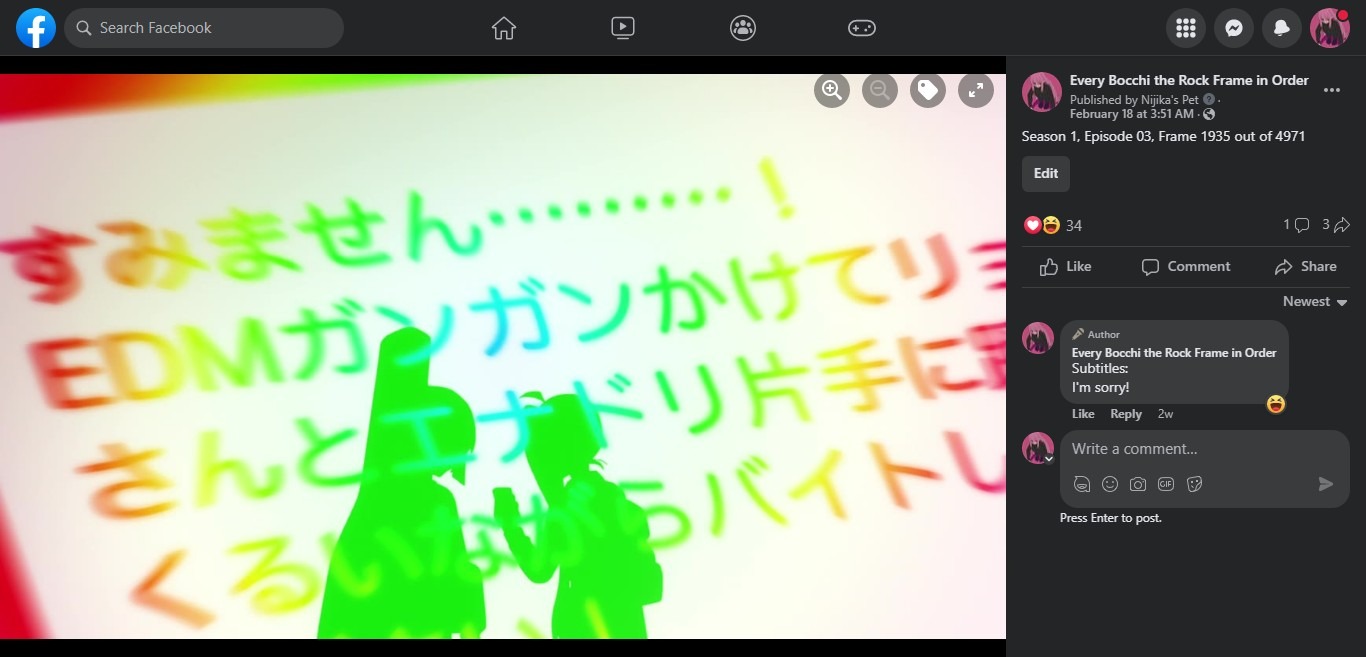 Search Facebook
すみません………！
EDMガンガンかけてリョ
さんとエナドリ片手に
くるいながらバイトし
Every Bocchi the Rock Frame in Order
Published by Nijika's Pet ·
February 18 at 3:51 AM ·
Season 1, Episode 03, Frame 1935 out of 4971
Edit
34
1
3
Like
Comment
Share
Newest
Author
Every Bocchi the Rock Frame in Order
Subtitles:
I'm sorry!
Like Reply 2w
Write a comment...
GIF
Press Enter to post.